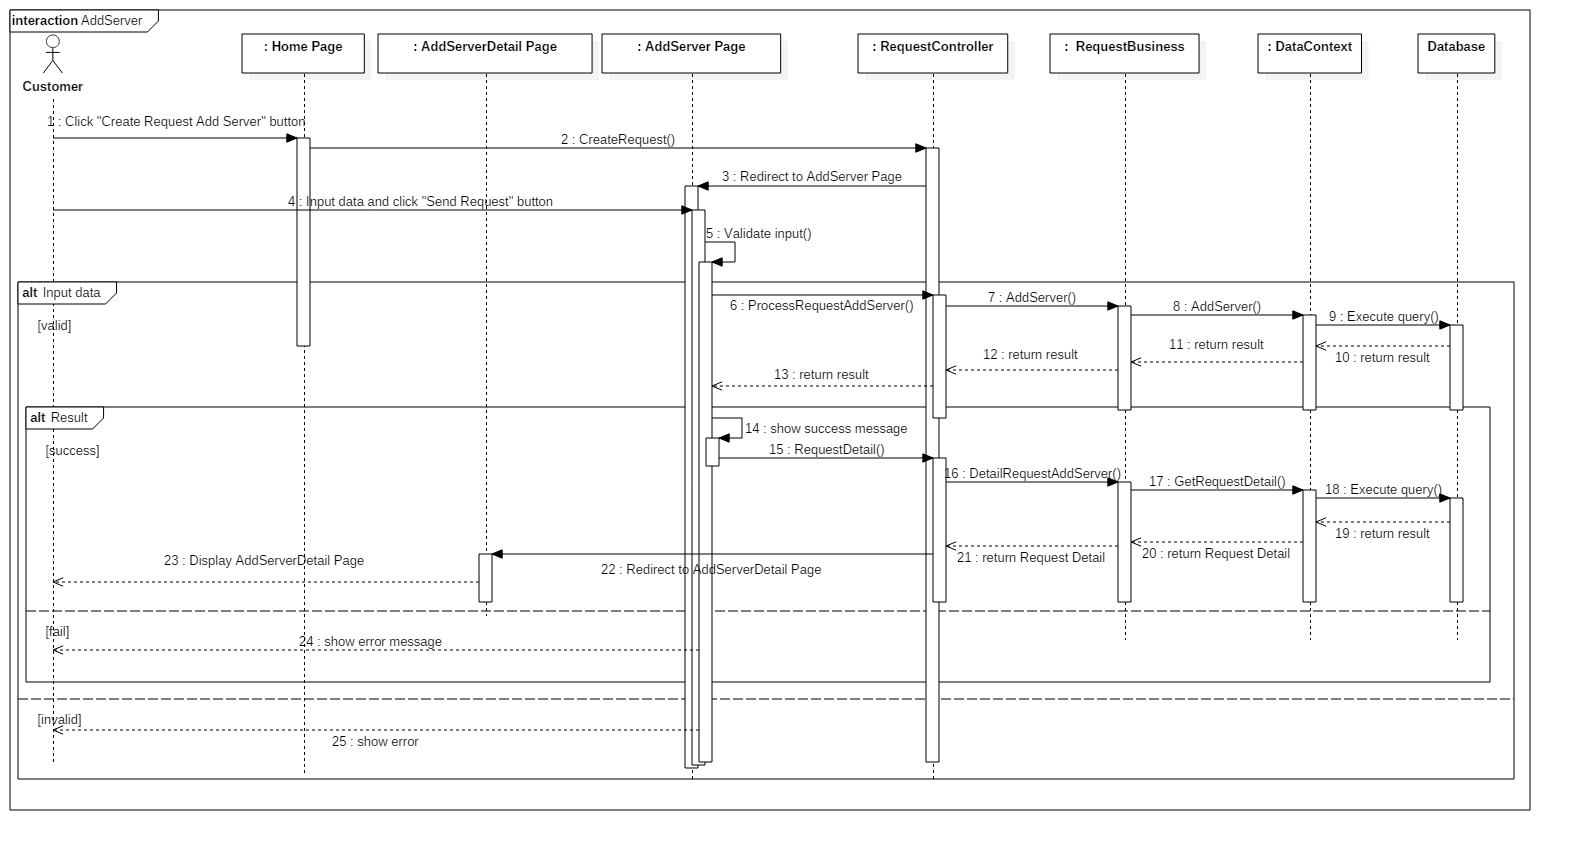 interaction AddServer
Customer
: Home Page
: AddServerDetail Page
: AddServer Page
: RequestController
: RequestBusiness
: DataContext
Database
1 : Click "Create Request Add Server" button
2 : CreateRequest()
3 : Redirect to AddServer Page
4 : Input data and click "Send Request" button
5 : Validate input()
alt Input data
[valid]
6 : ProcessRequestAddServer()
7 : AddServer()
8 : AddServer()
9 : Execute query()
10 : return result
11 : return result
12 : return result
13 : return result
alt Result
[success]
14 : show success message
15 : RequestDetail()
16 : DetailRequestAddServer()
17 : GetRequestDetail()
18 : Execute query()
19 : return result
20 : return Request Detail
21 : return Request Detail
22 : Redirect to AddServerDetail Page
23 : Display AddServerDetail Page
[fail]
24 : show error message
[invalid]
25 : show error